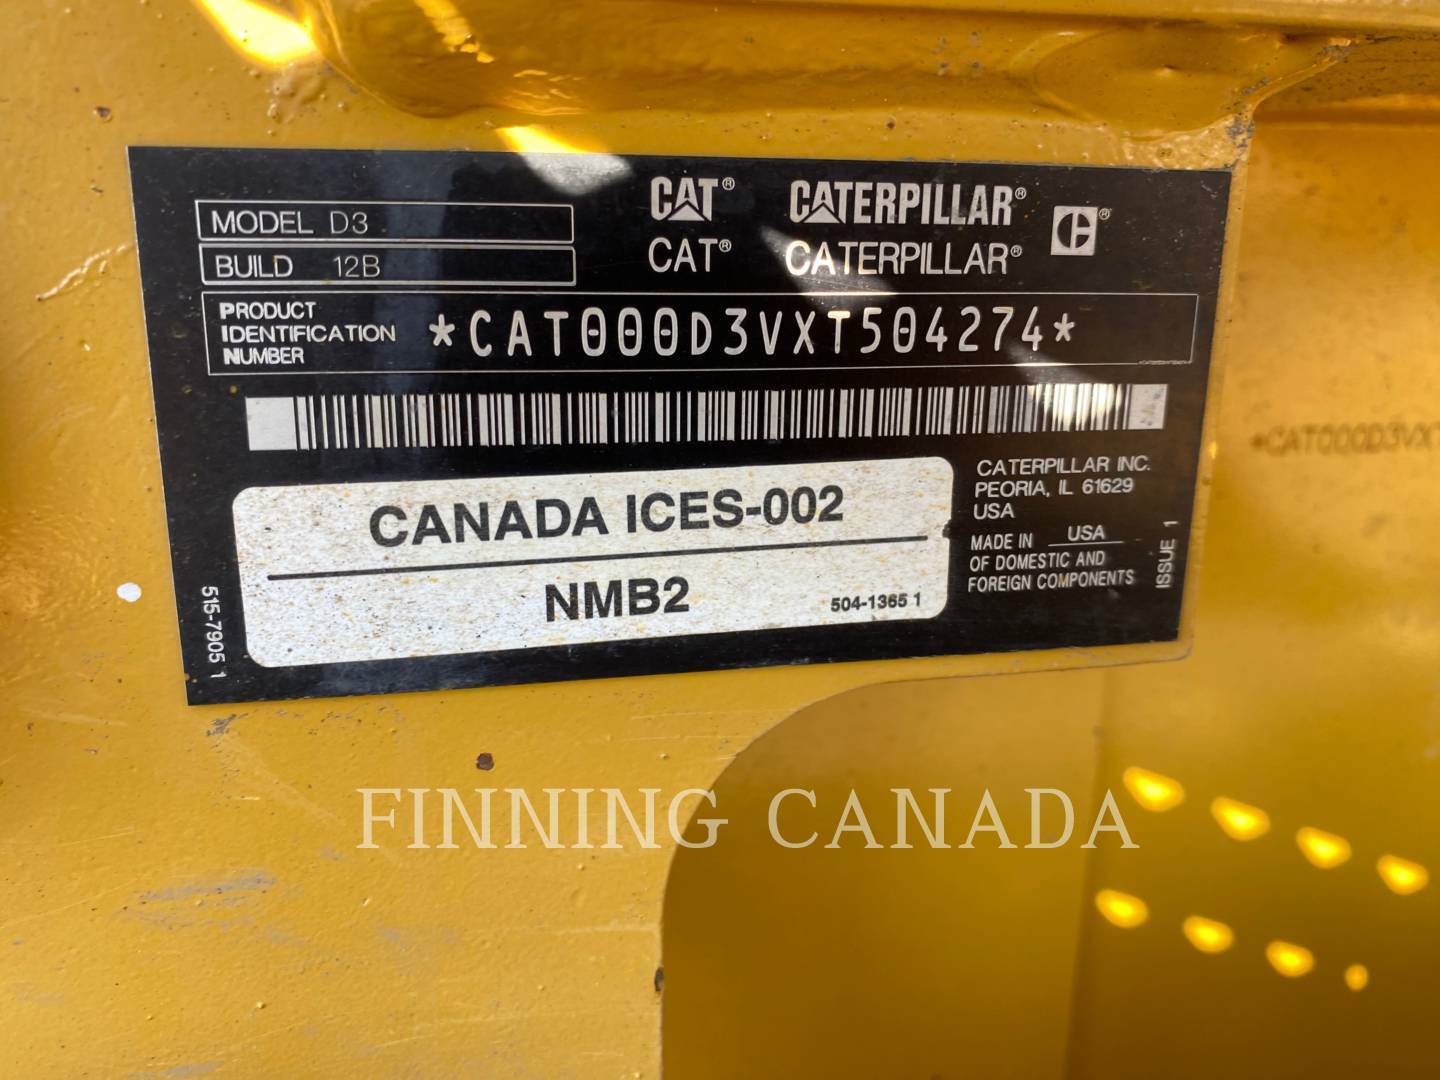 CAT® CATERPILLAR® C®
CAT® CATERPILLAR®
MODEL D3
BUILD 12B
PRODUCT
IDENTIFICATION
NUMBER
*CAT000D3VXT504274*
CANADA ICES-002
NMB2
504-1365 1
CATERPILLAR INC.
PEORIA, IL 61629
USA
MADE IN USA
OF DOMESTIC AND
FOREIGN COMPONENTS
ISSUE 1
515-7905 1
*CAT000D3VXT
FINNING CANADA